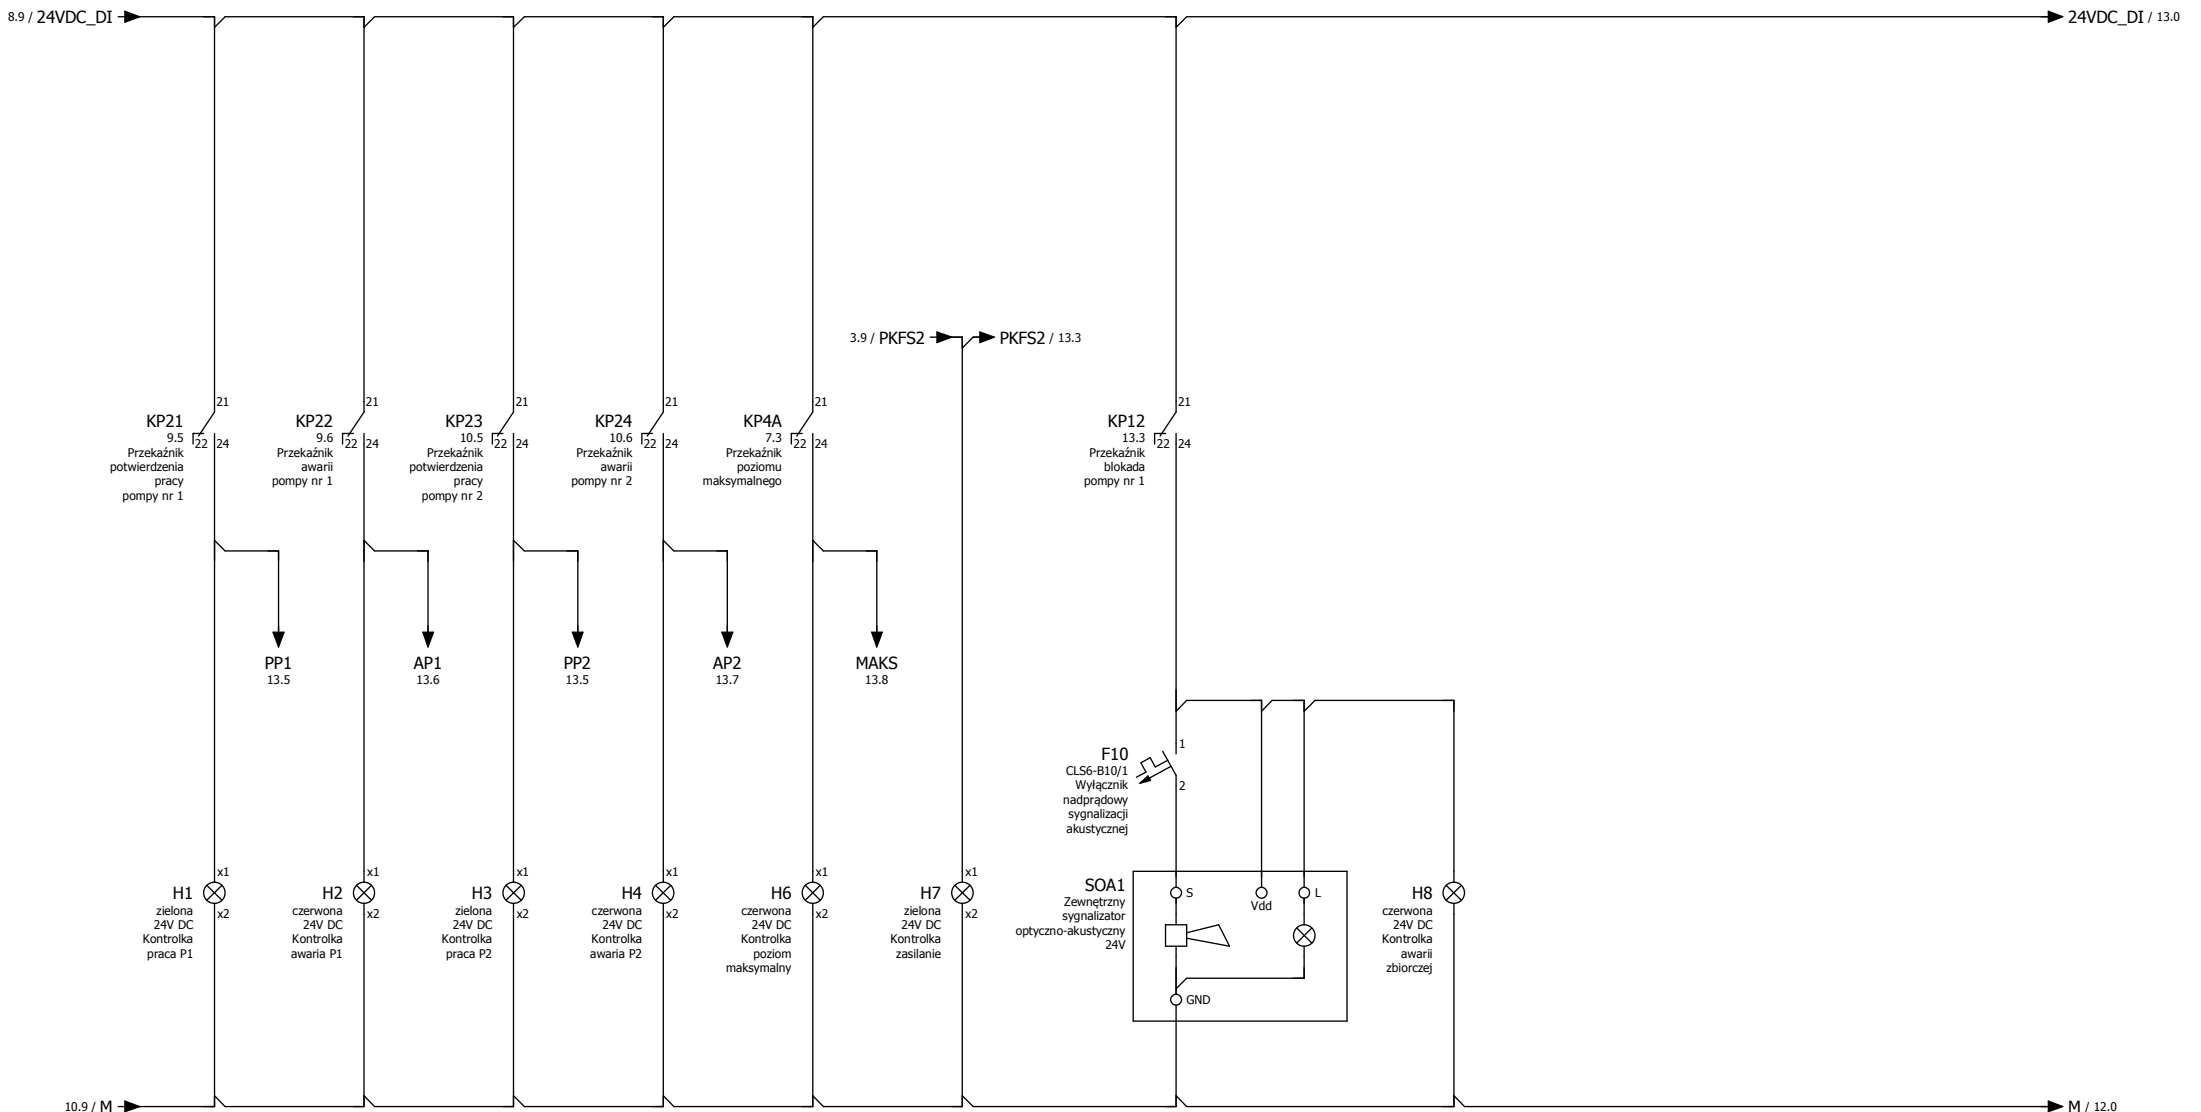 8.9 / 24VDC_DI
24VDC_DI / 13.0
3.9 / PKFS2
PKFS2 / 13.3
21
KP21
9.5
22
24
Przekaźnik
potwierdzenia
pracy
pompy nr 1
21
KP22
9.6
22
24
Przekaźnik
awarii
pompy nr 1
21
KP23
10.5
22
24
Przekaźnik
potwierdzenia
pracy
pompy nr 2
21
KP24
10.6
22
24
Przekaźnik
awarii
pompy nr 2
21
KP4A
7.3
22
24
Przekaźnik
poziomu
maksymalnego
21
KP12
13.3
22
24
Przekaźnik
blokada
pompy nr 1
PP1
13.5
AP1
13.6
PP2
13.5
AP2
13.7
MAKS
13.8
1
F10
CLS6-B10/1
Wyłącznik
2
nadprądowy
sygnalizacji
akustycznej
x1
H1
zielona
x2
24V DC
Kontrolka
praca P1
x1
H2
czerwona
x2
24V DC
Kontrolka
awaria P1
x1
H3
zielona
x2
24V DC
Kontrolka
praca P2
x1
H4
czerwona
x2
24V DC
Kontrolka
awaria P2
x1
H6
czerwona
x2
24V DC
Kontrolka
poziom
maksymalny
x1
H7
zielona
x2
24V DC
Kontrolka
zasilanie
SOA1
Zewnętrzny
sygnalizator
optyczno-akustyczny
24V
S
Vdd
L
GND
H8
czerwona
24V DC
Kontrolka
awarii
zbiorczej
10.9 / M
M / 12.0